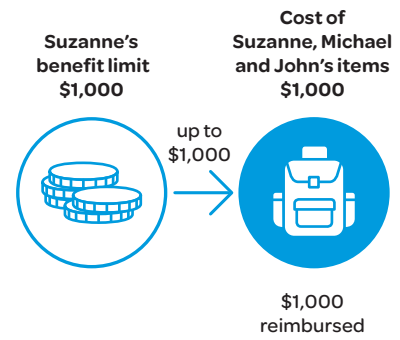 Suzanne's
benefit limit
$1,000
up to
$1,000
Cost of
Suzanne, Michael
and John's items
$1,000
$1,000
reimbursed